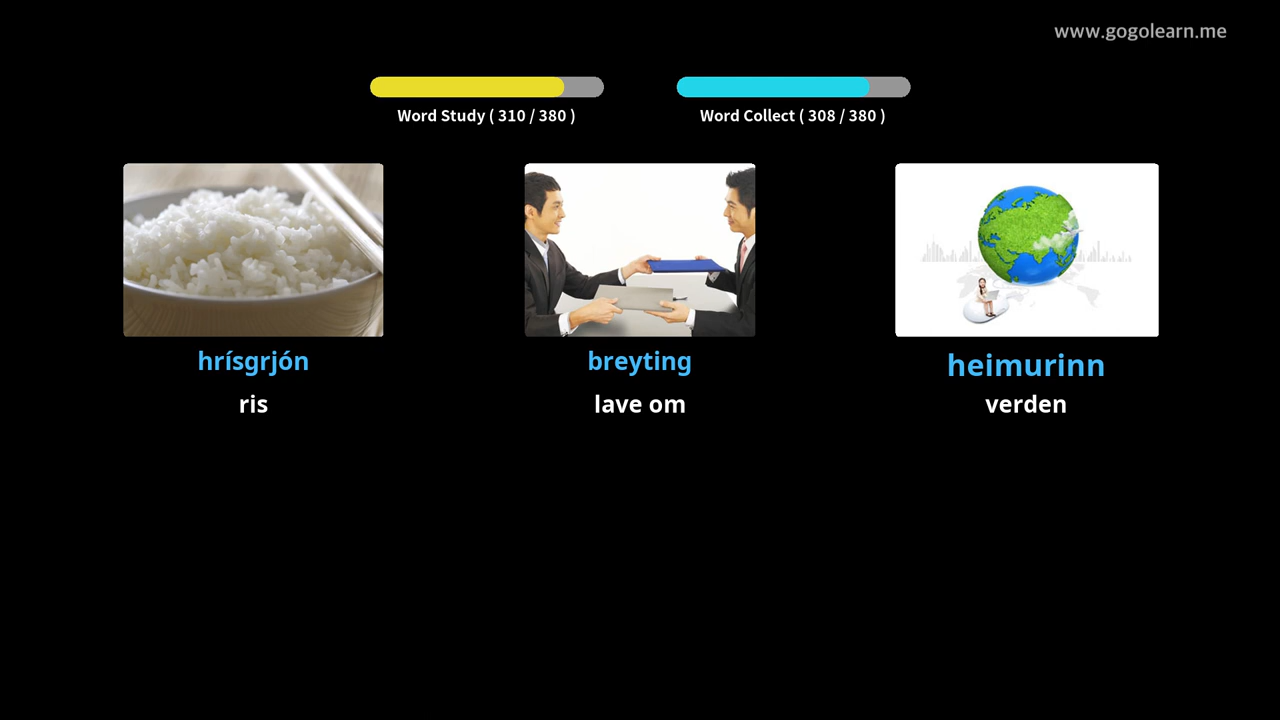 www.gogolearn.me
Word Study ( 310 / 380 )
Word Collect ( 308 / 380 )
hrísgrjón
breyting
heimurinn
ris
lave om
verden